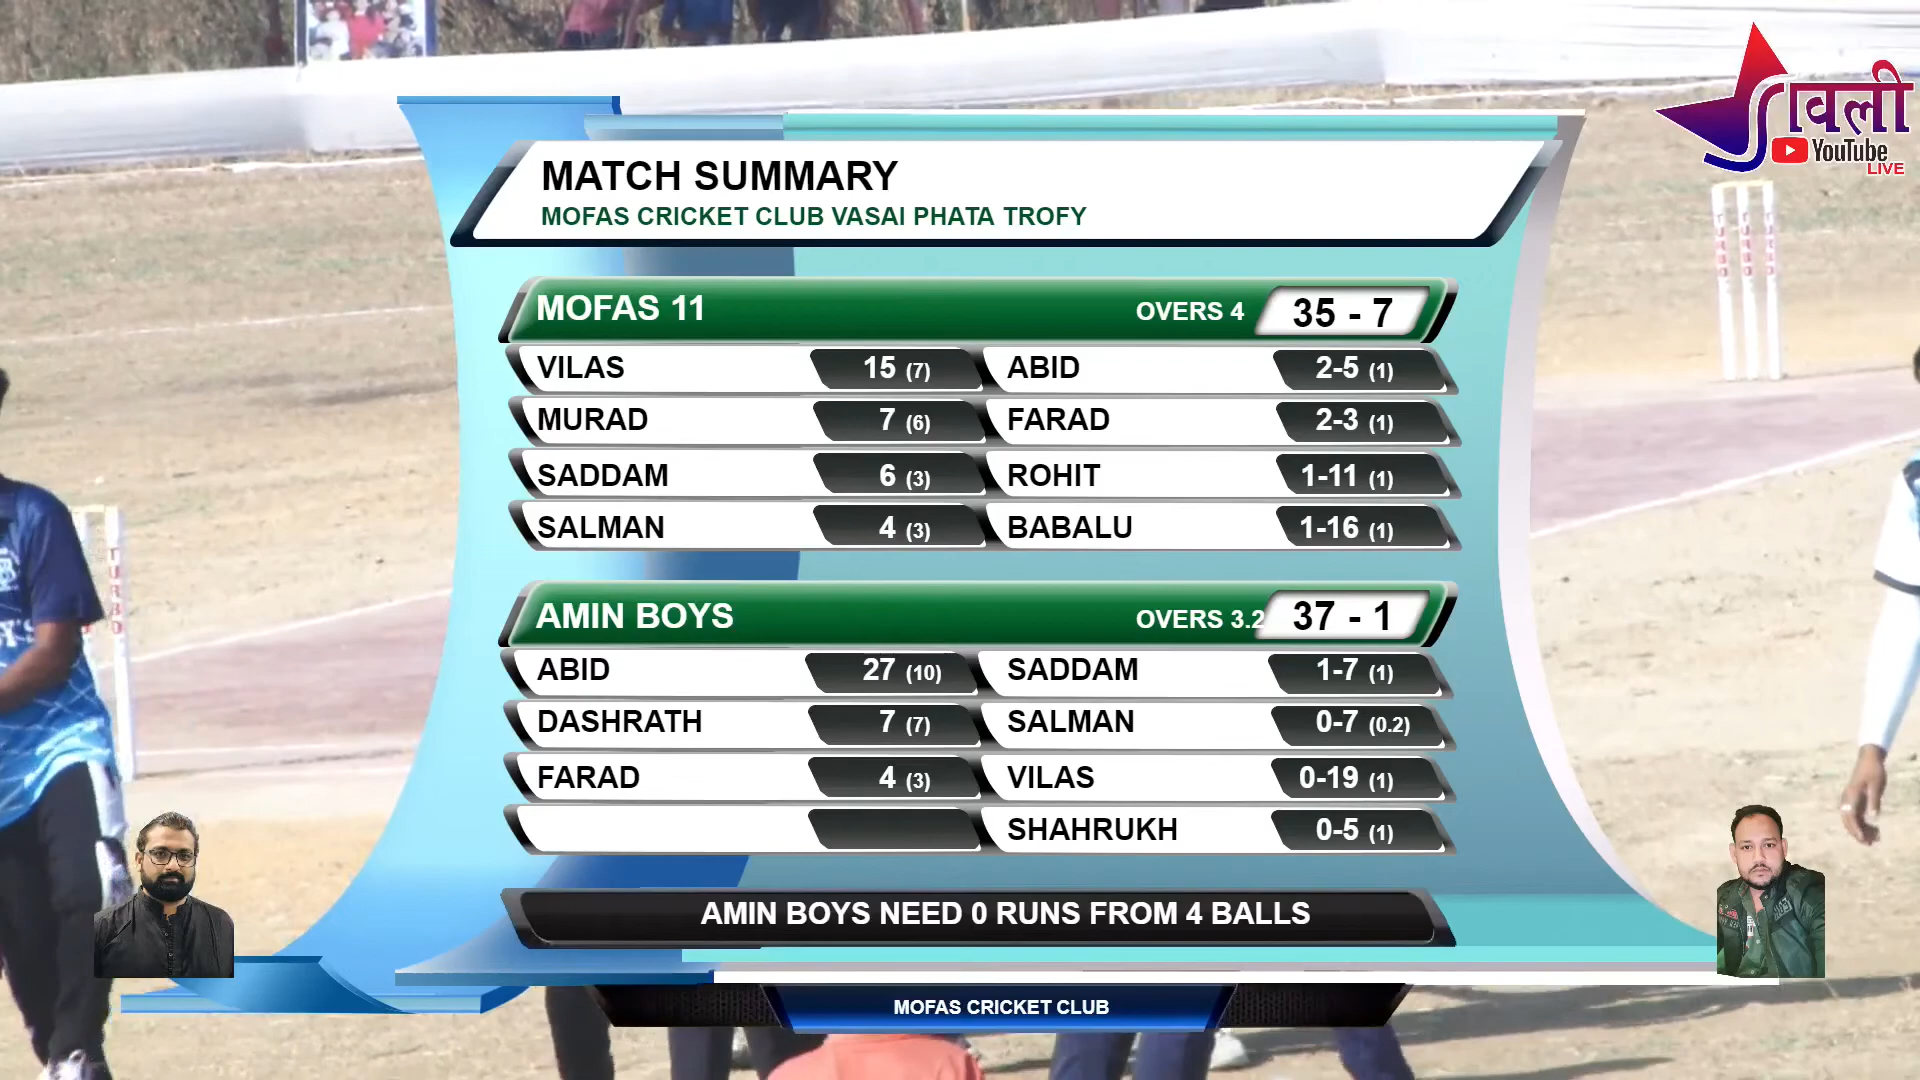 ावली
YouTube
LIVE
MATCH SUMMARY
MOFAS CRICKET CLUB VASAI PHATA TROFY
MOFAS 11 OVERS 4 35 - 7
VILAS 15 (7) ABID 2-5 (1)
MURAD 7 (6) FARAD 2-3 (1)
SADDAM 6 (3) ROHIT 1-11 (1)
SALMAN 4 (3) BABALU 1-16 (1)
AMIN BOYS OVERS 3.2 37 - 1
ABID 27 (10) SADDAM 1-7 (1)
DASHRATH 7 (7) SALMAN 0-7 (0.2)
FARAD 4 (3) VILAS 0-19 (1)
SHAHRUKH 0-5 (1)
AMIN BOYS NEED 0 RUNS FROM 4 BALLS
MOFAS CRICKET CLUB
TURBO
TURBO
TURBO
TURBO